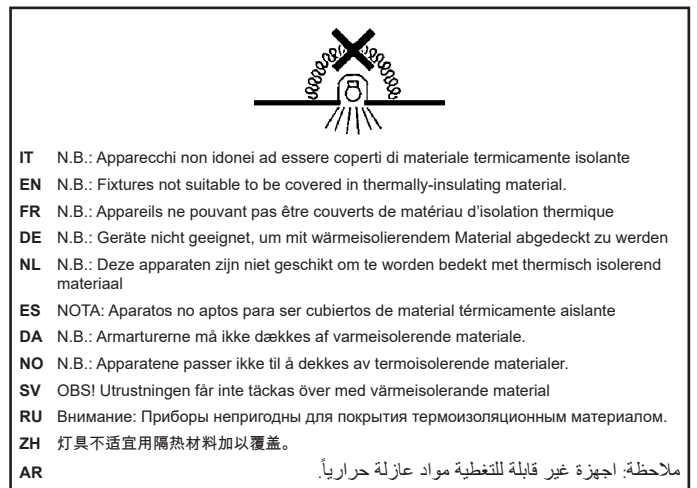 IT N.B.: Apparecchi non idonei ad essere coperti di materiale termicamente isolante
EN N.B.: Fixtures not suitable to be covered in thermally-insulating material.
FR N.B.: Appareils ne pouvant pas être couverts de matériau d'isolation thermique
DE N.B.: Geräte nicht geeignet, um mit wärmeisolierendem Material abgedeckt zu werden
NL N.B.: Deze apparaten zijn niet geschikt om te worden bedekt met thermisch isolerend
materiaal
ES NOTA: Aparatos no aptos para ser cubiertos de material térmicamente aislante
DA N.B.: Armarturerne må ikke dækkes af varmeisolerende materiale.
NO N.B.: Apparatene passer ikke til å dekkes av termoisolerende materialer.
SV OBS! Utrustningen får inte täckas över med värmeisolerande material
RU Внимание: Приборы непригодны для покрытия термоизоляционным материалом.
ZH 灯具不适宜用隔热材料加以覆盖。
AR ملاحظة: اجهزة غير قابلة للتغطية مواد عازلة حرارياً.